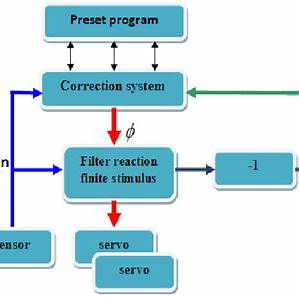 Preset program
Correction system
ϕ
n
Filter reaction
finite stimulus
-1
ensor
servo
servo